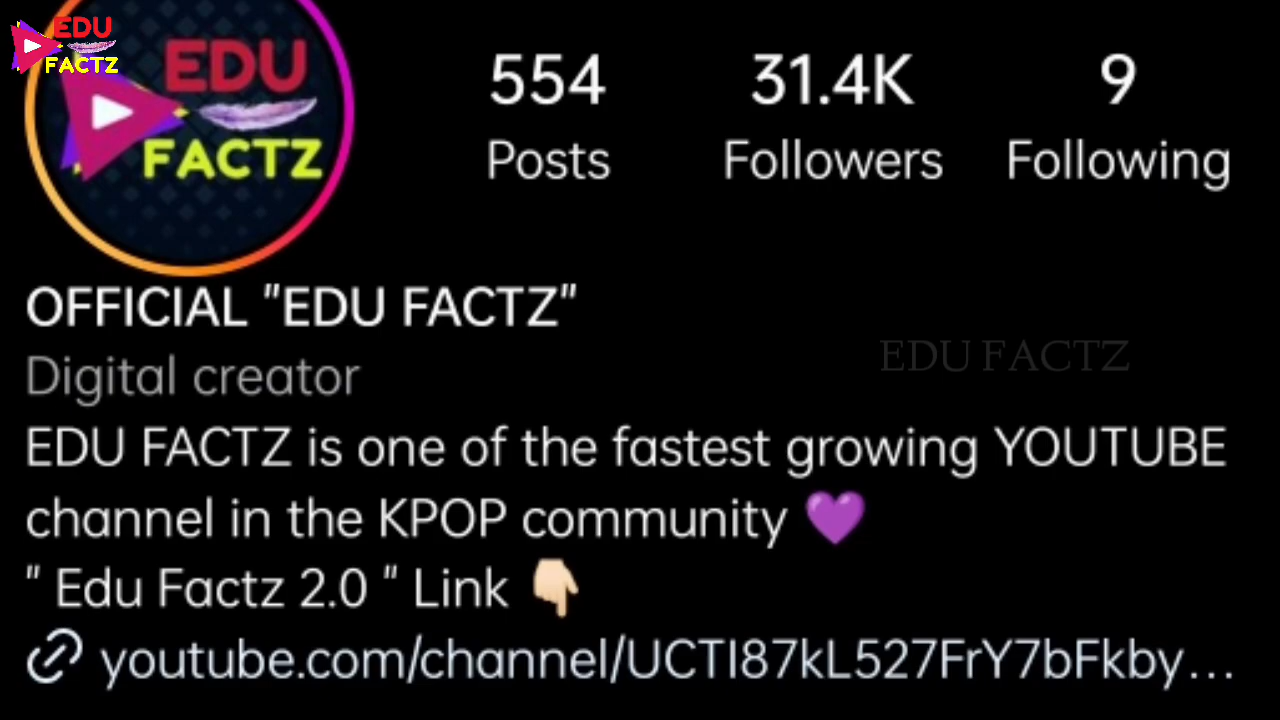 EDU
FACTZ
EDU
FACTZ
554
31.4K
9
Posts
Followers
Following
OFFICIAL "EDU FACTZ"
Digital creator
EDU FACTZ
EDU FACTZ is one of the fastest growing YOUTUBE
channel in the KPOP community 💜
" Edu Factz 2.0 " Link 👇🏻
youtube.com/channel/UCTI87kL527FrY7bFkby...